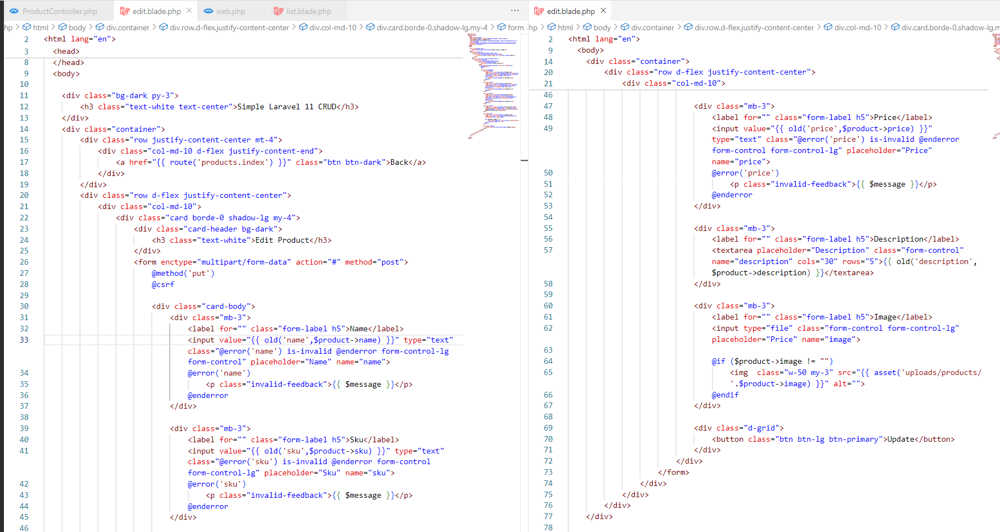 ProductController.php
edit.blade.php
web.php
list.blade.php
hp > html > body > div.container > div.row.d-flex.justify-content-center > div.col-md-10 > div.card.borde-0.shadow-lg.my-4 > form
2 <html lang="en">
3 <head>
8 </head>
9 <body>
10
11 <div class="bg-dark py-3">
12 <h3 class="text-white text-center">Simple Laravel 11 CRUD</h3>
13 </div>
14 <div class="container">
15 <div class="row justify-content-center mt-4">
16 <div class="col-md-10 d-flex justify-content-end">
17 <a href="{{ route('products.index') }}" class="btn btn-dark">Back</a>
18 </div>
19 </div>
20 <div class="row d-flex justify-content-center">
21 <div class="col-md-10">
22 <div class="card borde-0 shadow-lg my-4">
23 <div class="card-header bg-dark">
24 <h3 class="text-white">Edit Product</h3>
25 </div>
26 <form enctype="multipart/form-data" action="#" method="post">
27 @method('put')
28 @csrf
29
30 <div class="card-body">
31 <div class="mb-3">
32 <label for="" class="form-label h5">Name</label>
33 <input value="{{ old('name',$product->name) }}" type="text"
class="@error('name') is-invalid @enderror form-control-lg
form-control" placeholder="Name" name="name">
34 @error('name')
35 <p class="invalid-feedback">{{ $message }}</p>
36 @enderror
37 </div>
38
39 <div class="mb-3">
40 <label for="" class="form-label h5">Sku</label>
41 <input value="{{ old('sku',$product->sku) }}" type="text"
class="@error('sku') is-invalid @enderror form-control
form-control-lg" placeholder="Sku" name="sku">
42 @error('sku')
43 <p class="invalid-feedback">{{ $message }}</p>
44 @enderror
45 </div>
46
edit.blade.php
hp > html > body > div.container > div.row.d-flex.justify-content-center > div.col-md-10 > div.card.borde-0.shadow-lg.m
2 <html lang="en">
9 <body>
14 <div class="container">
20 <div class="row d-flex justify-content-center">
21 <div class="col-md-10">
46
47 <div class="mb-3">
48 <label for="" class="form-label h5">Price</label>
49 <input value="{{ old('price',$product->price) }}"
type="text" class="@error('price') is-invalid @enderror
form-control form-control-lg" placeholder="Price"
name="price">
50 @error('price')
51 <p class="invalid-feedback">{{ $message }}</p>
52 @enderror
53 </div>
54
55 <div class="mb-3">
56 <label for="" class="form-label h5">Description</label>
57 <textarea placeholder="Description" class="form-control"
name="description" cols="30" rows="5">{{ old('description',
$product->description) }}</textarea>
58 </div>
59
60 <div class="mb-3">
61 <label for="" class="form-label h5">Image</label>
62 <input type="file" class="form-control form-control-lg"
placeholder="Price" name="image">
63
64 @if ($product->image != "")
65 <img  class="w-50 my-3" src="{{ asset('uploads/products/
'.$product->image) }}" alt="">
66 @endif
67 </div>
68
69 <div class="d-grid">
70 <button class="btn btn-lg btn-primary">Update</button>
71 </div>
72 </div>
73 </form>
74 </div>
75 </div>
76 </div>
77 </div>
78